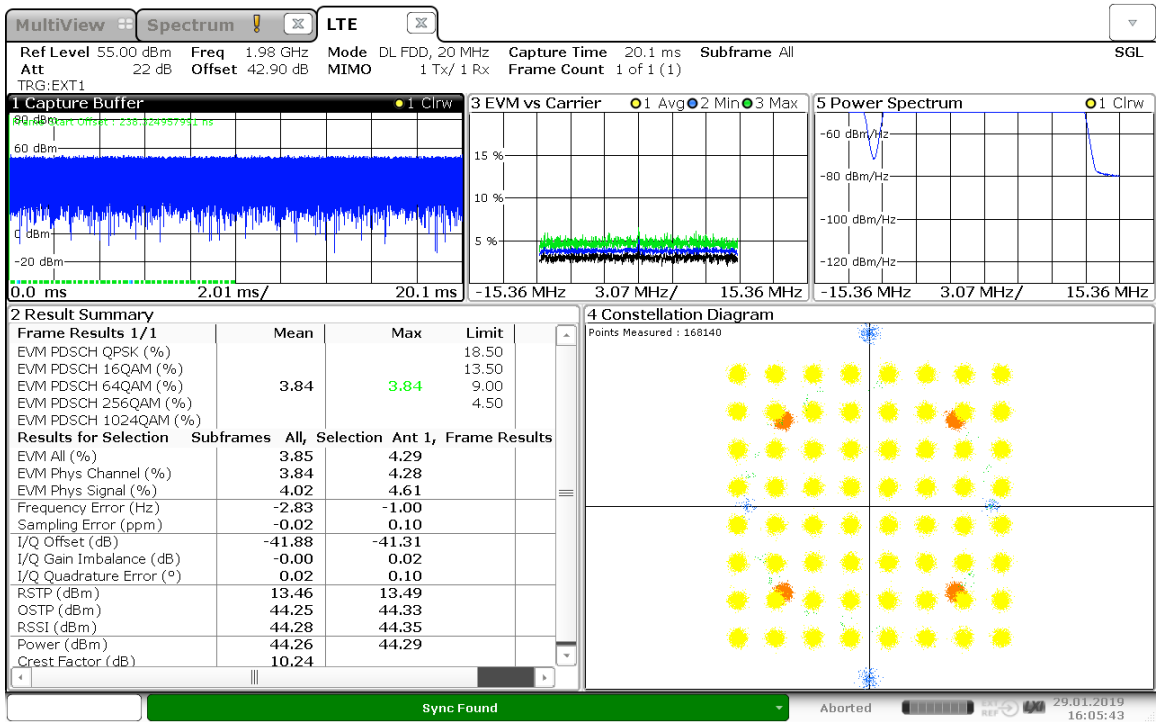 MultiView Spectrum ! LTE
Ref Level 55.00 dBm Freq 1.98 GHz Mode DL FDD, 20 MHz Capture Time 20.1 ms Subframe All SGL
Att 22 dB Offset 42.90 dB MIMO 1 Tx/ 1 Rx Frame Count 1 of 1 (1)
TRG:EXT1
1 Capture Buffer 1 Clrw
80 dBm
Frame Start Offset : 238.324957991 ms
60 dBm
0 dBm
-20 dBm
0.0 ms 2.01 ms/ 20.1 ms
3 EVM vs Carrier 1 Avg 2 Min 3 Max
15 %
10 %
5 %
-15.36 MHz 3.07 MHz/ 15.36 MHz
5 Power Spectrum 1 Clrw
-60 dBm/Hz
-80 dBm/Hz
-100 dBm/Hz
-120 dBm/Hz
-15.36 MHz 3.07 MHz/ 15.36 MHz
2 Result Summary
Frame Results 1/1 Mean Max Limit
EVM PDSCH QPSK (%) 18.50
EVM PDSCH 16QAM (%) 13.50
EVM PDSCH 64QAM (%) 3.84 3.84 9.00
EVM PDSCH 256QAM (%) 4.50
EVM PDSCH 1024QAM (%)
Results for Selection Subframes All, Selection Ant 1, Frame Results
EVM All (%) 3.85 4.29
EVM Phys Channel (%) 3.84 4.28
EVM Phys Signal (%) 4.02 4.61
Frequency Error (Hz) -2.83 -1.00
Sampling Error (ppm) -0.02 0.10
I/Q Offset (dB) -41.88 -41.31
I/Q Gain Imbalance (dB) -0.00 0.02
I/Q Quadrature Error (°) 0.02 0.10
RSTP (dBm) 13.46 13.49
OSTP (dBm) 44.25 44.33
RSSI (dBm) 44.28 44.35
Power (dBm) 44.26 44.29
Crest Factor (dB) 10.24
4 Constellation Diagram
Points Measured : 168140
Sync Found
Aborted
EXT
REF
LXI
29.01.2019
16:05:43